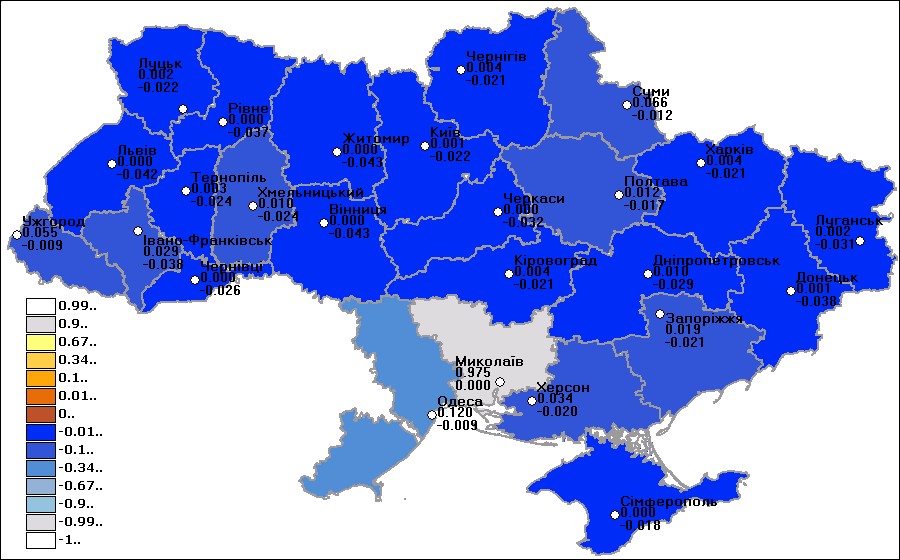 Луцьк
0.002
-0.022
Рівне
0.000
-0.037
Житомир
0.000
-0.043
Київ
0.001
-0.022
Чернігів
0.004
-0.021
Суми
0.066
-0.012
Львів
0.000
-0.042
Тернопіль
0.003
-0.024
Хмельницький
0.010
-0.024
Вінниця
0.000
-0.043
Черкаси
0.000
-0.032
Полтава
0.012
-0.017
Харків
0.004
-0.021
Луганськ
0.002
-0.031
Ужгород
0.055
-0.009
Івано-Франківськ
0.029
-0.038
Чернівці
0.000
-0.026
Кіровоград
0.004
-0.021
Дніпропетровськ
0.010
-0.029
Донецьк
0.001
-0.038
Запоріжжя
0.019
-0.021
Миколаїв
0.975
0.000
Херсон
0.034
-0.020
Одеса
0.120
-0.009
Сімферополь
0.000
-0.018
0.99..
0.9..
0.67..
0.34..
0.1..
0.01..
0..
-0.01..
-0.1..
-0.34..
-0.67..
-0.9..
-0.99..
-1..